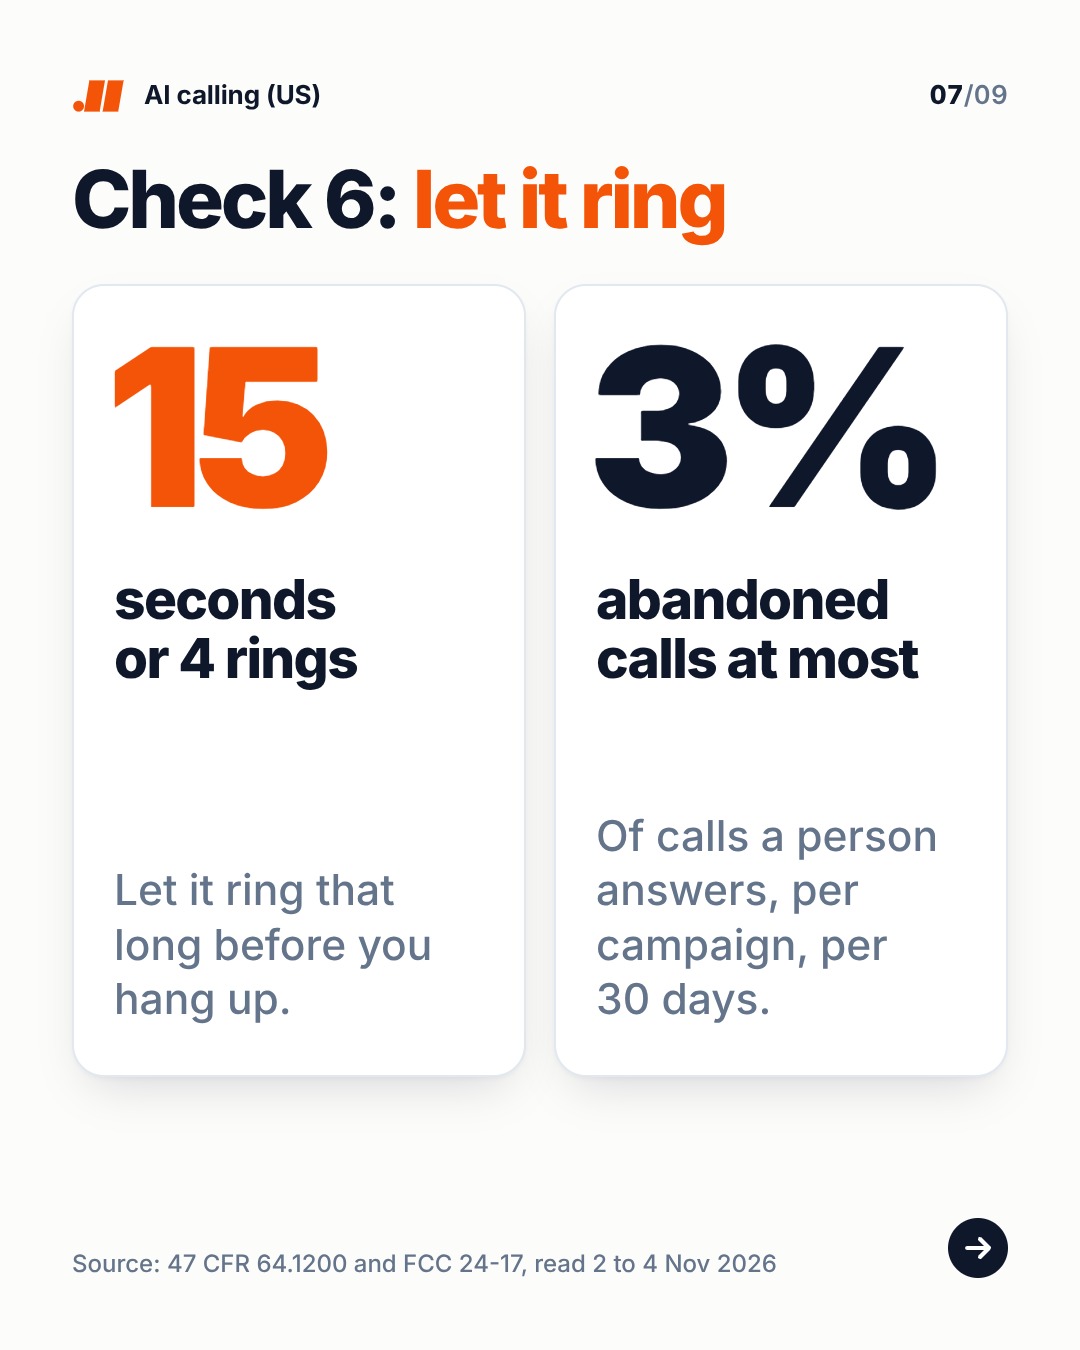 AI calling (US)
07/09
Check 6: let it ring
15
seconds
or 4 rings
Let it ring that
long before you
hang up.
3%
abandoned
calls at most
Of calls a person
answers, per
campaign, per
30 days.
Source: 47 CFR 64.1200 and FCC 24-17, read 2 to 4 Nov 2026